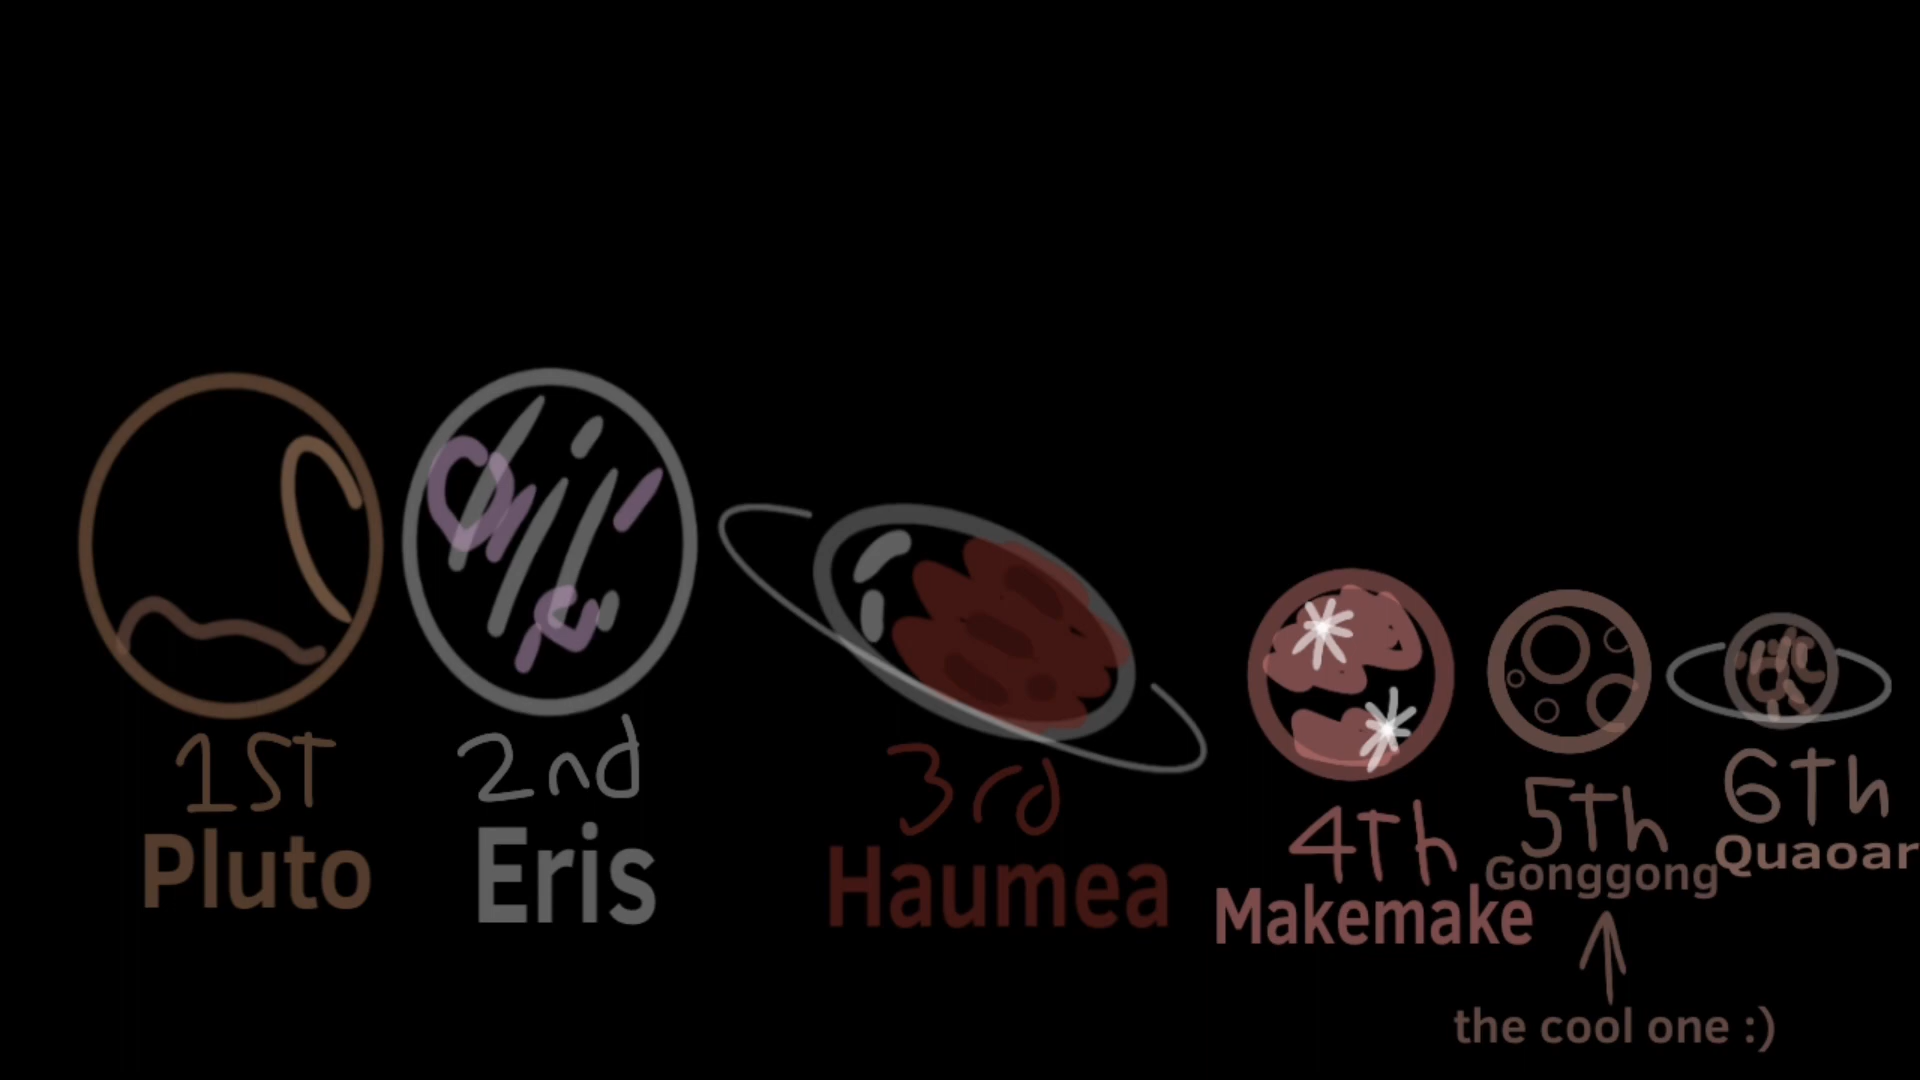 1ST
Pluto
2nd
Eris
3rd
Haumea
4Th
Makemake
5Th
Gonggong
6Th
Quaoar
the cool one :)